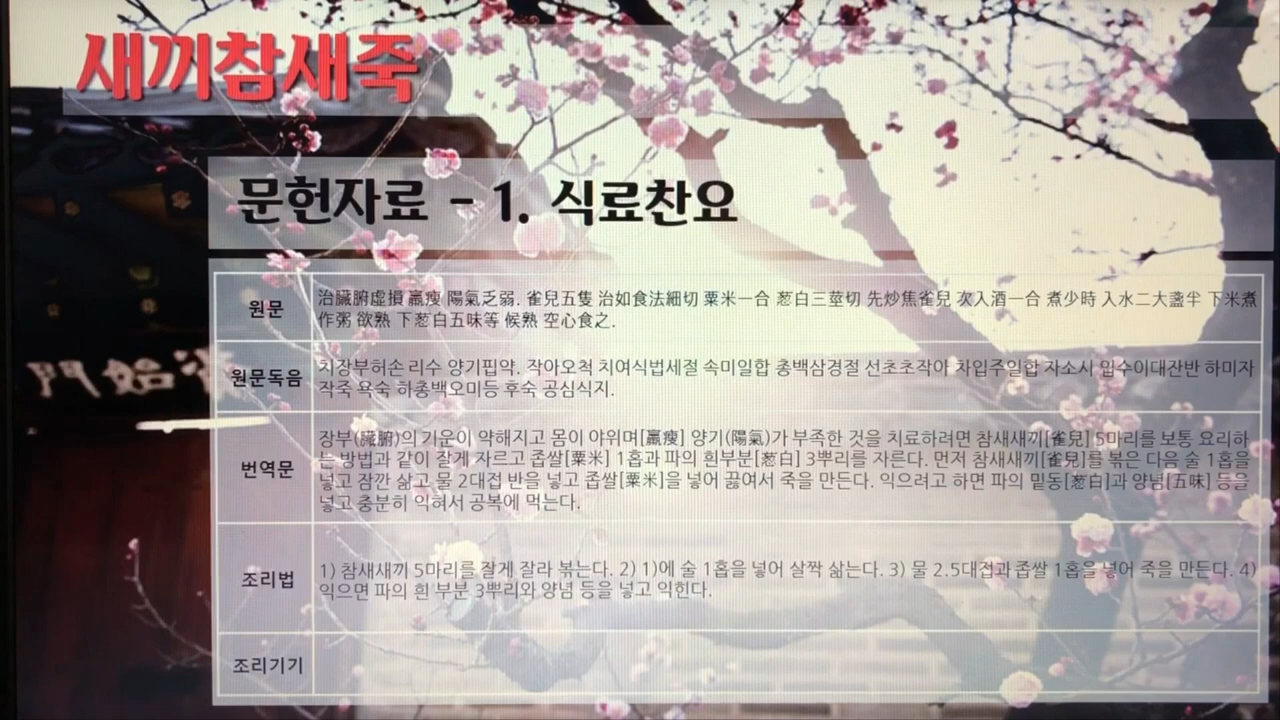 새끼참새죽
문헌자료 - 1. 식료찬요
원문
治臟腑虛損 羸瘦 陽氣乏弱. 雀兒五隻 治如食法細切 粟米一合 葱白三莖切 先炒焦雀兒 次入酒一合 煮少時 入水二大盞半 下米煮
作粥 欲熟 下葱白五味等 候熟 空心食之.
원문독음
치장부허손 리수 양기핍약. 작아오척 치여식법세절 속미일합 총백삼경절 선초초작아 차입주일합 자소시 입수이대잔반 하미자
작죽 욕숙 하총백오미등 후숙 공심식지.
번역문
장부(臟腑)의 기운이 약해지고 몸이 야위며[羸瘦] 양기(陽氣)가 부족한 것을 치료하려면 참새새끼[雀兒] 5마리를 보통 요리하
는 방법과 같이 잘게 자르고 좁쌀[粟米] 1홉과 파의 흰부분[葱白] 3뿌리를 자른다. 먼저 참새새끼[雀兒]를 볶은 다음 술 1홉을
넣고 잠깐 삶고 물 2대접 반을 넣고 좁쌀[粟米]을 넣어 끓여서 죽을 만든다. 익으려고 하면 파의 밑동[葱白]과 양념[五味] 등을
넣고 충분히 익혀서 공복에 먹는다.
조리법
1) 참새새끼 5마리를 잘게 잘라 볶는다. 2) 1)에 술 1홉을 넣어 살짝 삶는다. 3) 물 2.5대접과 좁쌀 1홉을 넣어 죽을 만든다. 4)
익으면 파의 흰 부분 3뿌리와 양념 등을 넣고 익힌다.
조리기기